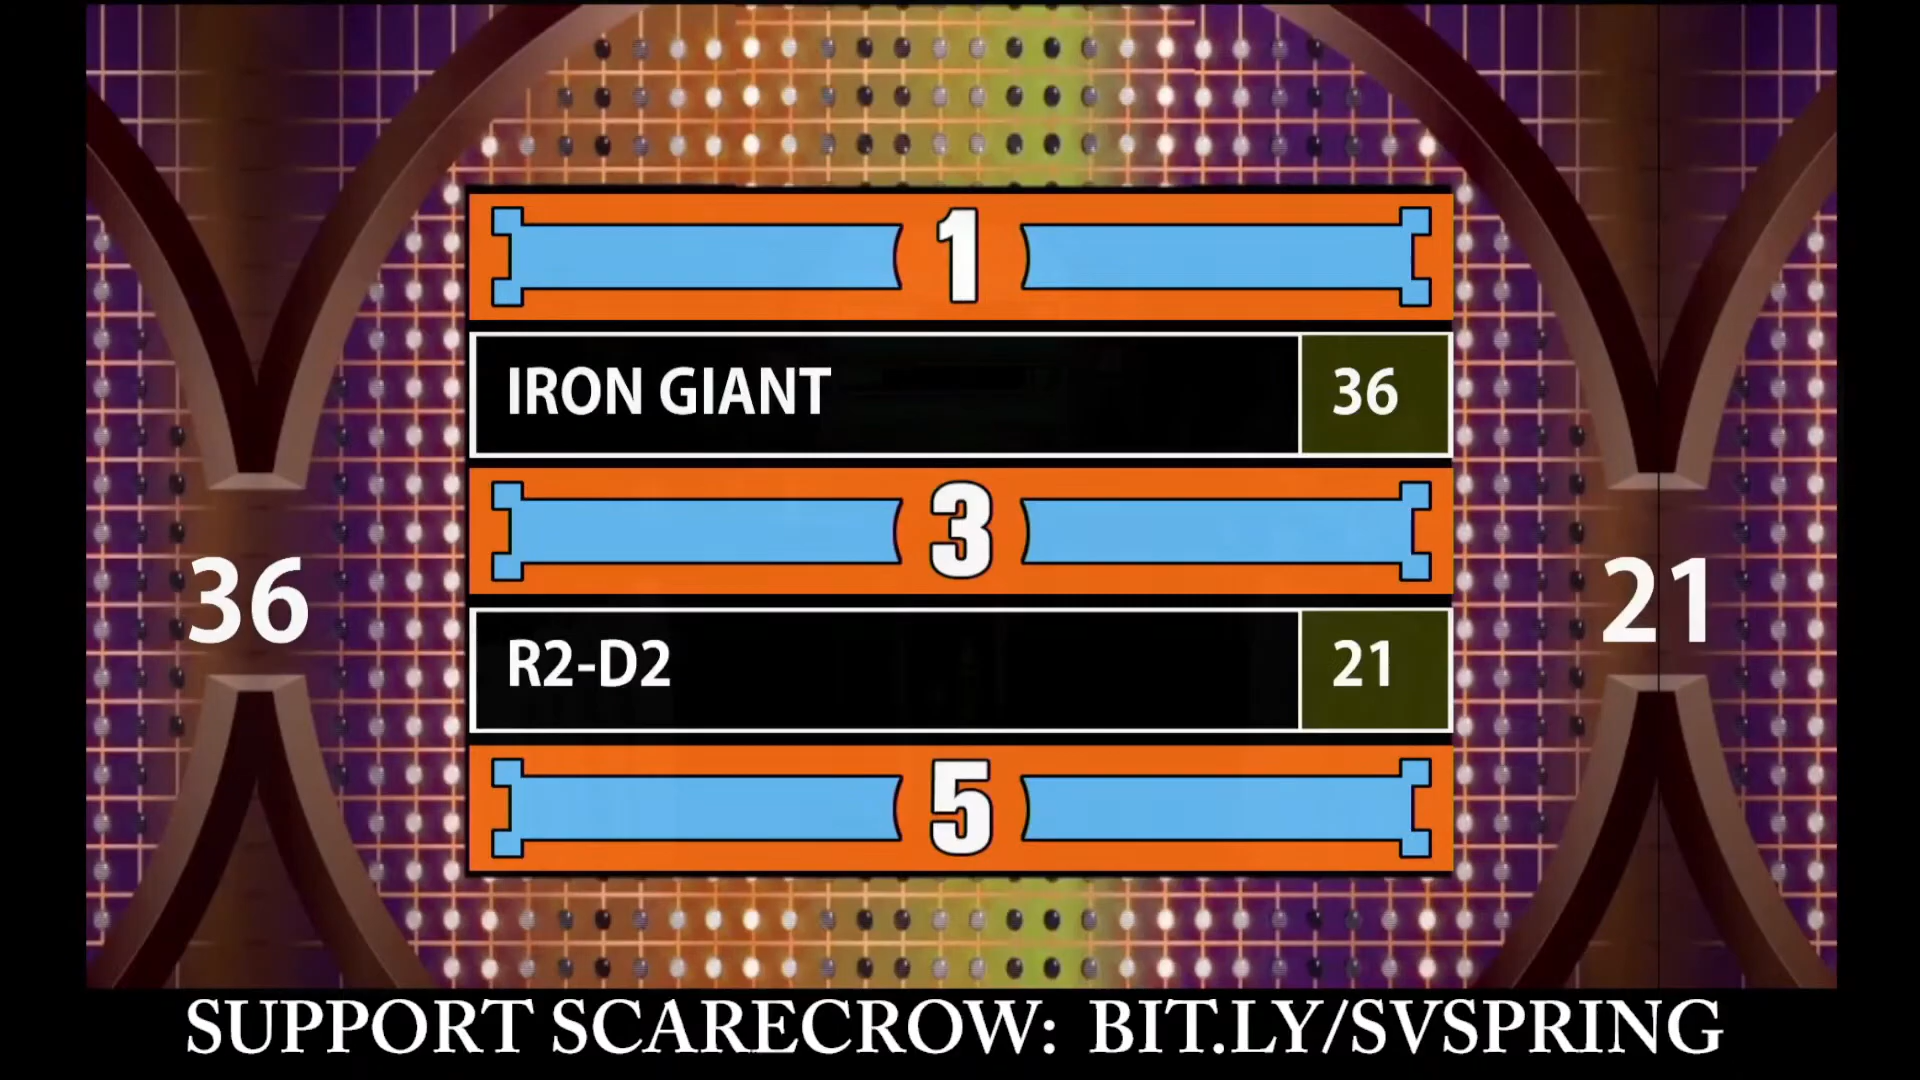 1
IRON GIANT 36
3
36
21
R2-D2 21
5
SUPPORT SCARECROW: BIT.LY/SVSPRING